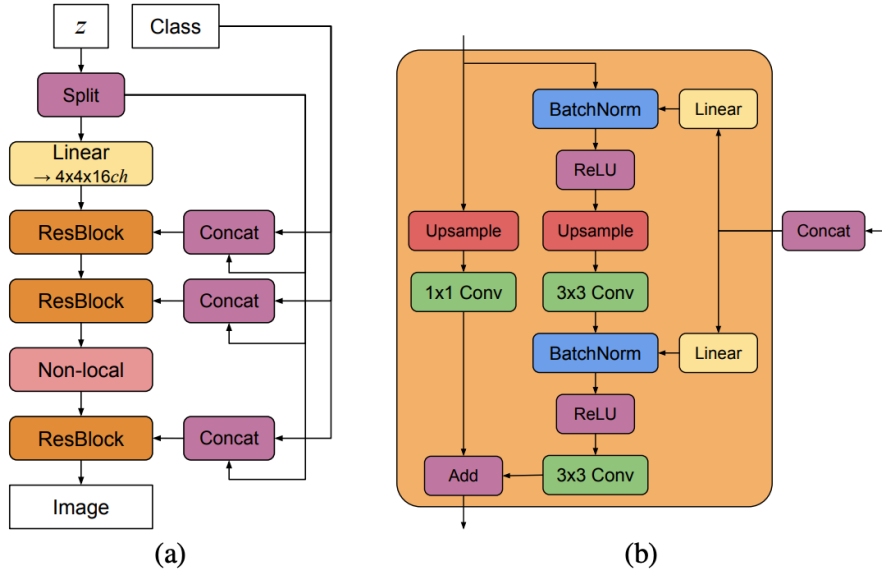 z
Class
Split
Linear
→ 4x4x16ch
ResBlock
Concat
ResBlock
Concat
Non-local
ResBlock
Concat
Image
(a)
BatchNorm
Linear
ReLU
Upsample
Upsample
Concat
1x1 Conv
3x3 Conv
BatchNorm
Linear
ReLU
Add
3x3 Conv
(b)